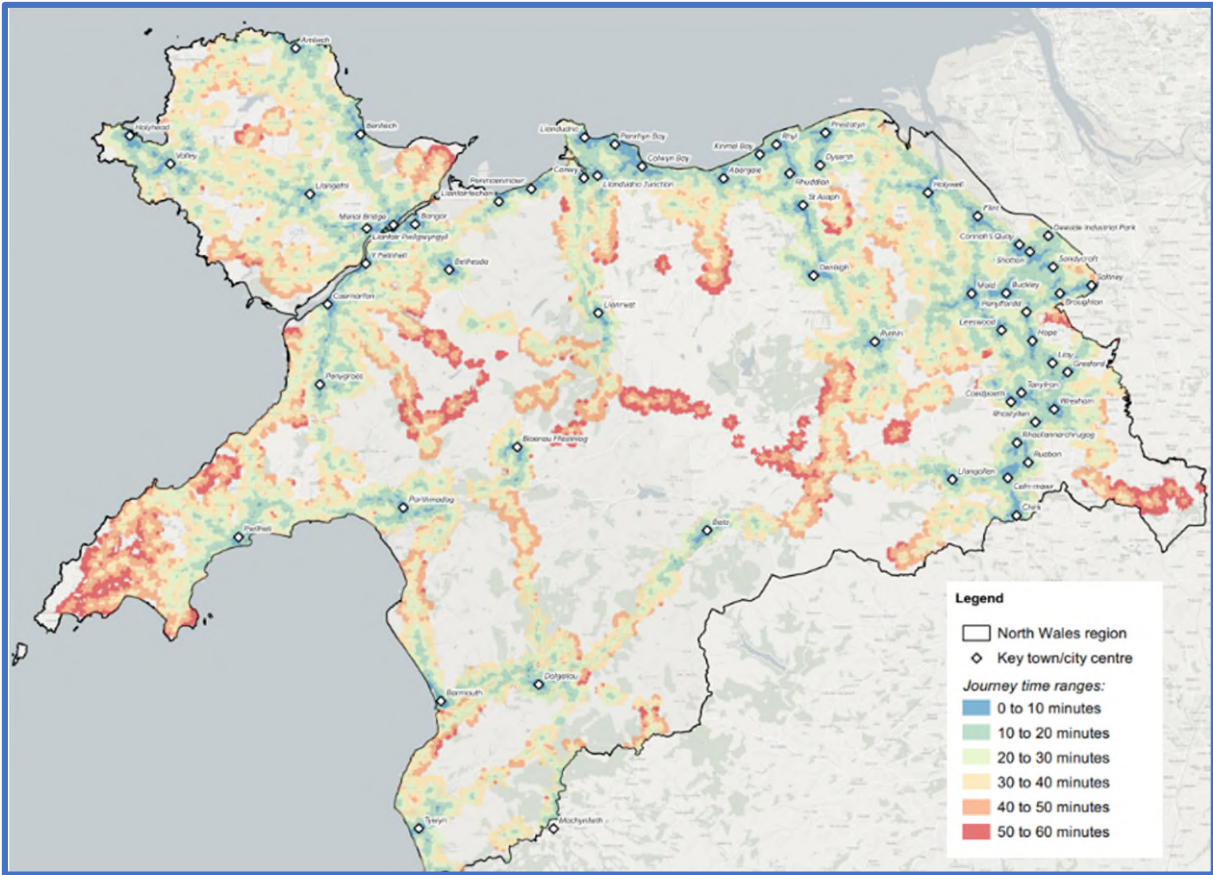 Amlwch
Holyhead
Benllech
Valley
Llangefni
Menai Bridge
Bangor
Llanfair Pwllgwyngyll
Y Felinheli
Bethesda
Caernarfon
Llandudno
Penrhyn Bay
Colwyn Bay
Conwy
Llandudno Junction
Penmaenmawr
Llanfairfechan
Kinmel Bay
Rhyl
Prestatyn
Dyserth
Abergele
Rhuddlan
St Asaph
Holywell
Flint
Connah's Quay
Deeside Industrial Park
Shotton
Sandycroft
Saltney
Denbigh
Mold
Buckley
Broughton
Penyffordd
Leeswood
Hope
Llanrwst
Ruthin
Llay
Gresford
Penygroes
Tanyfron
Coedpoeth
Wrexham
Rhostyllen
Rhosllannerchrugog
Blaenau Ffestiniog
Ruabon
Llangollen
Cefn-mawr
Porthmadog
Chirk
Pwllheli
Bala
Dolgellau
Barmouth
Tywyn
Machynlleth
Legend
North Wales region
Key town/city centre
Journey time ranges:
0 to 10 minutes
10 to 20 minutes
20 to 30 minutes
30 to 40 minutes
40 to 50 minutes
50 to 60 minutes